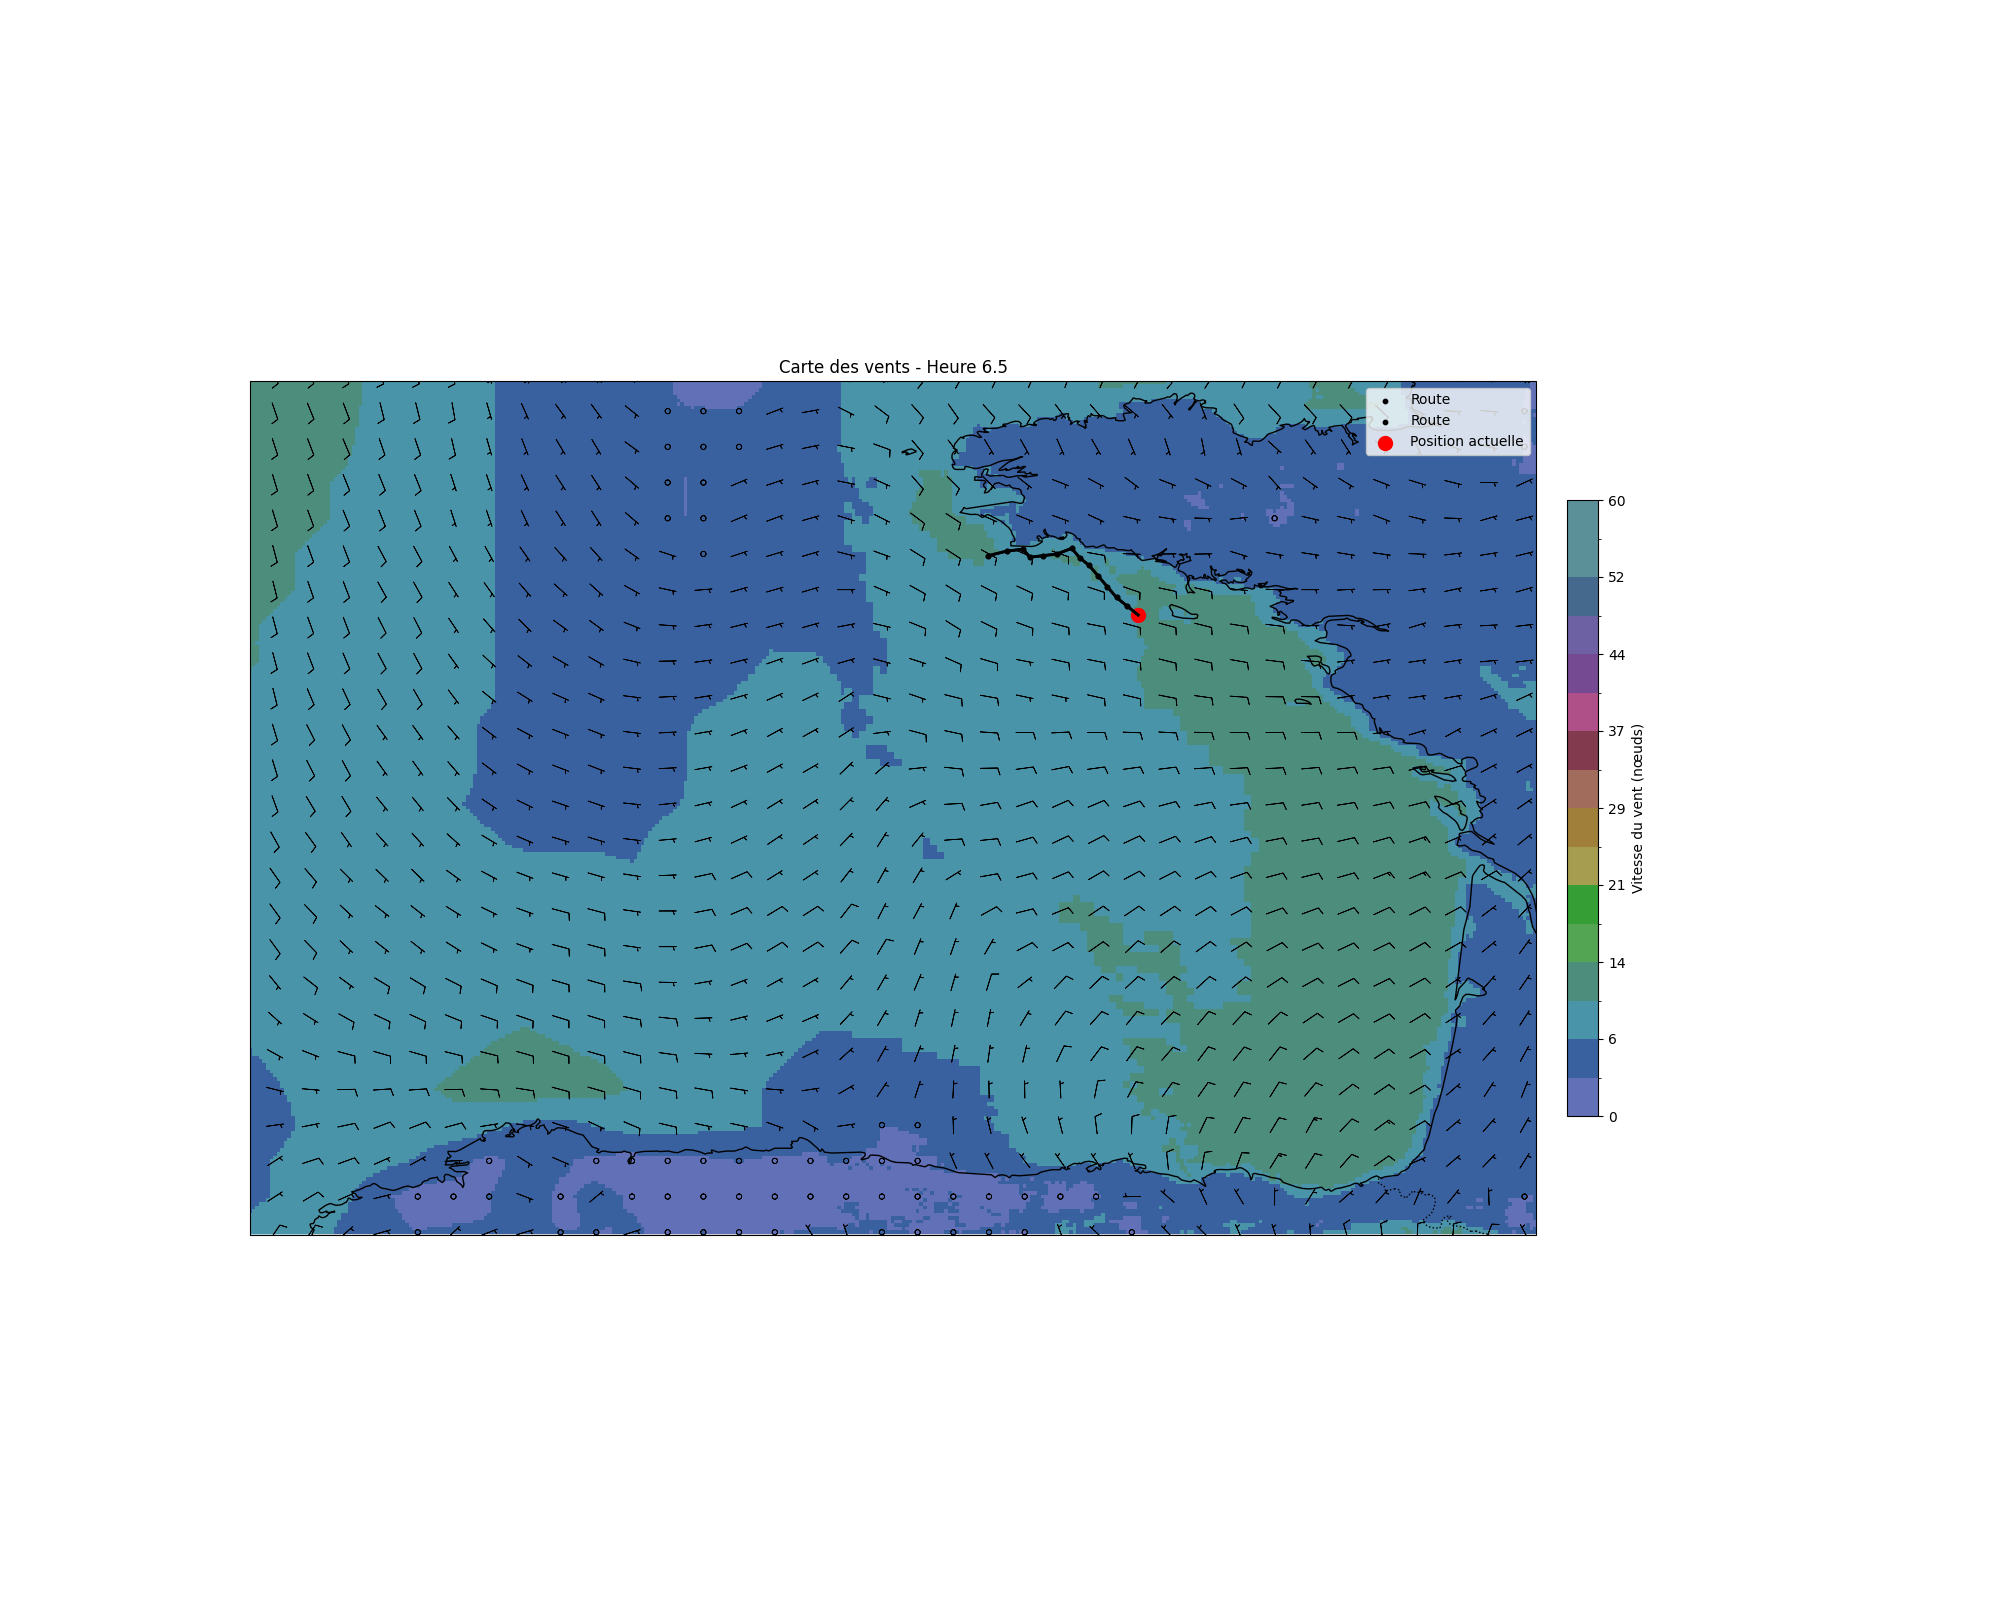 Carte des vents - Heure 6.5
Route
Route
Position actuelle
60
52
44
37
29
21
14
6
0
Vitesse du vent (nœuds)